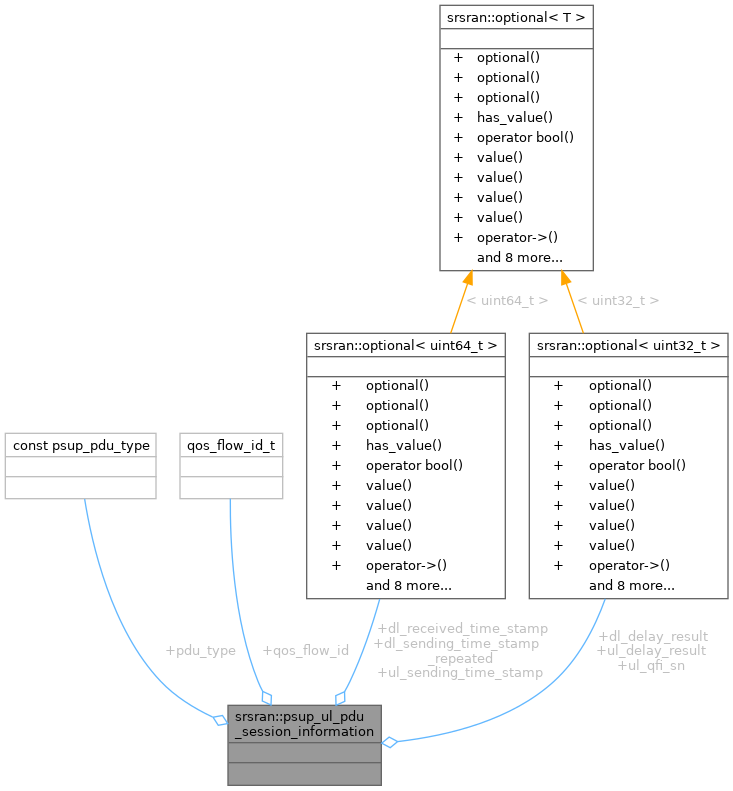 srsran::optional< T >
+ optional()
+ optional()
+ optional()
+ has_value()
+ operator bool()
+ value()
+ value()
+ value()
+ value()
+ operator->()
and 8 more...
< uint64_t >
< uint32_t >
srsran::optional< uint64_t >
+ optional()
+ optional()
+ optional()
+ has_value()
+ operator bool()
+ value()
+ value()
+ value()
+ value()
+ operator->()
and 8 more...
srsran::optional< uint32_t >
+ optional()
+ optional()
+ optional()
+ has_value()
+ operator bool()
+ value()
+ value()
+ value()
+ value()
+ operator->()
and 8 more...
const psup_pdu_type
qos_flow_id_t
+pdu_type
+qos_flow_id
+dl_received_time_stamp
+dl_sending_time_stamp
_repeated
+ul_sending_time_stamp
+dl_delay_result
+ul_delay_result
+ul_qfi_sn
srsran::psup_ul_pdu
_session_information